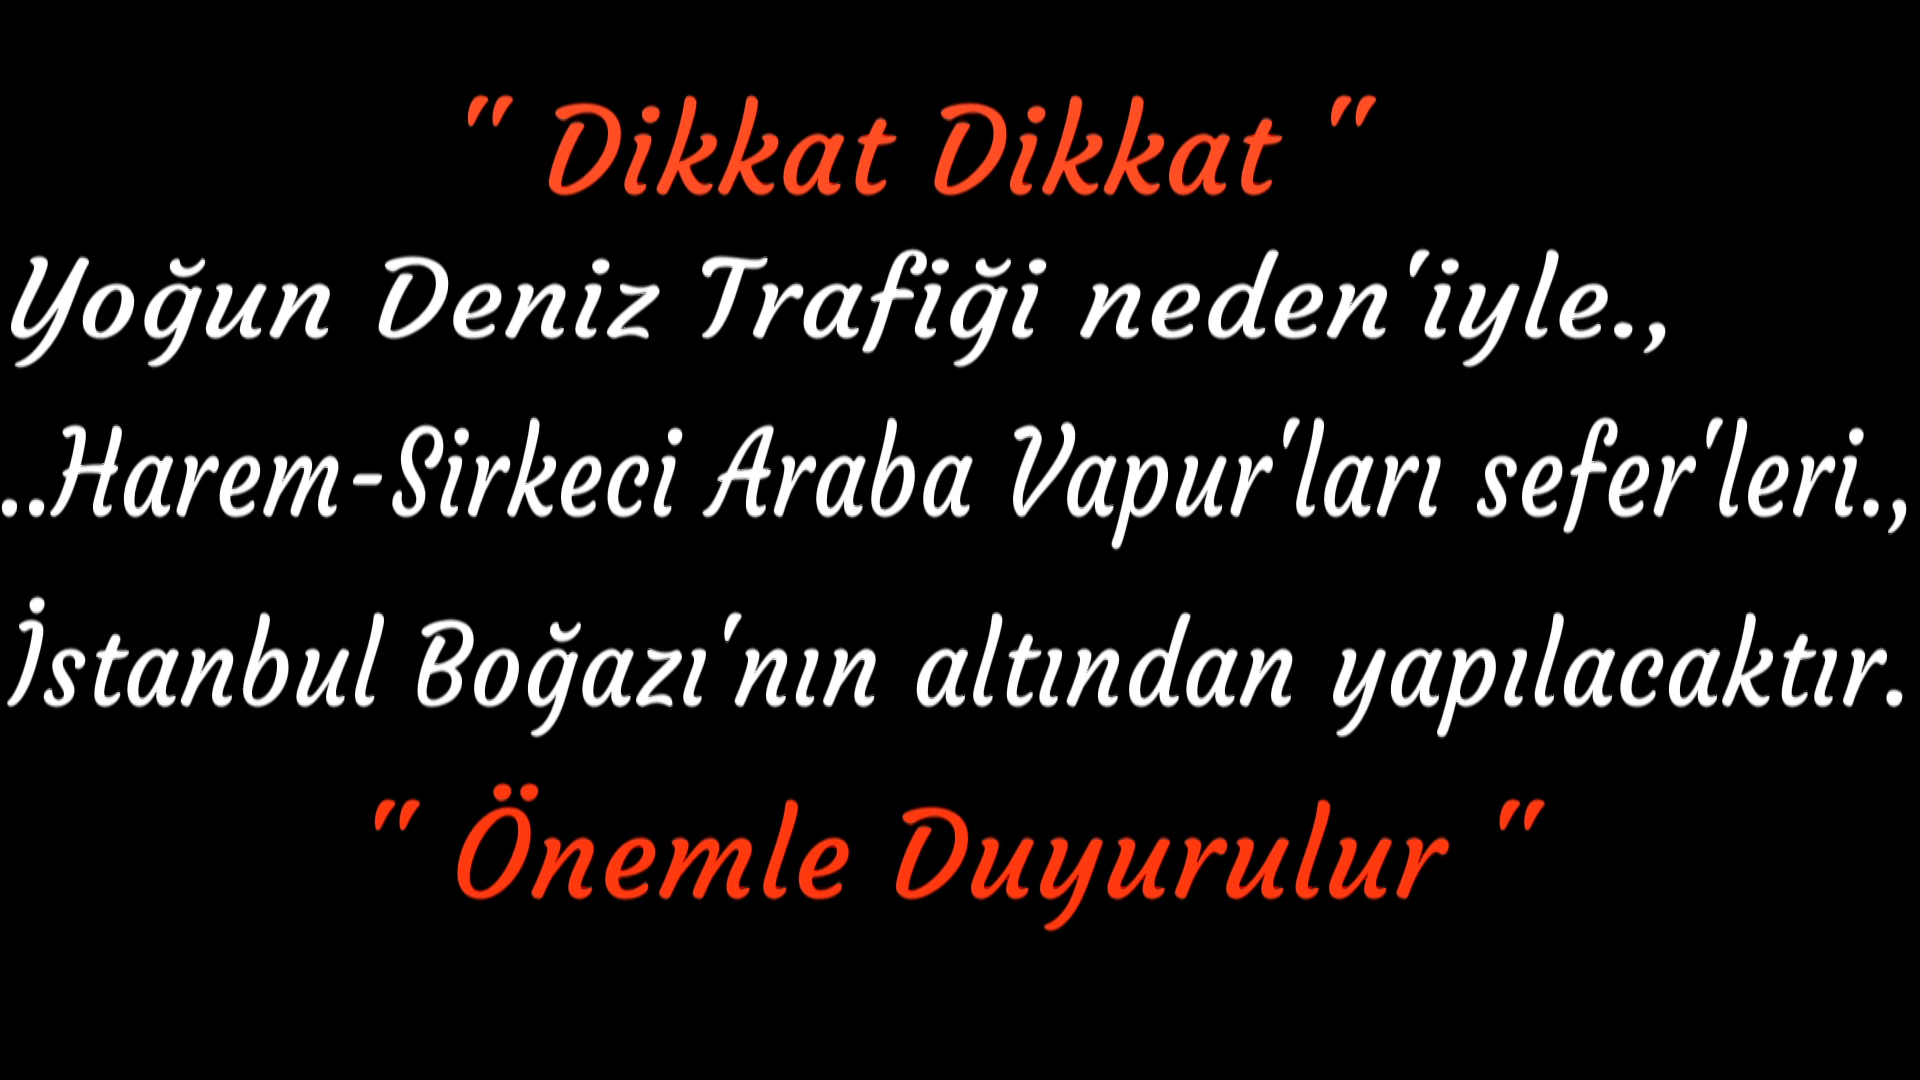 " Dikkat Dikkat "
Yoğun Deniz Trafiği neden'iyle.,
..Harem-Sirkeci Araba Vapur'ları sefer'leri.,
İstanbul Boğazı'nın altından yapılacaktır.
" Önemle Duyurulur "